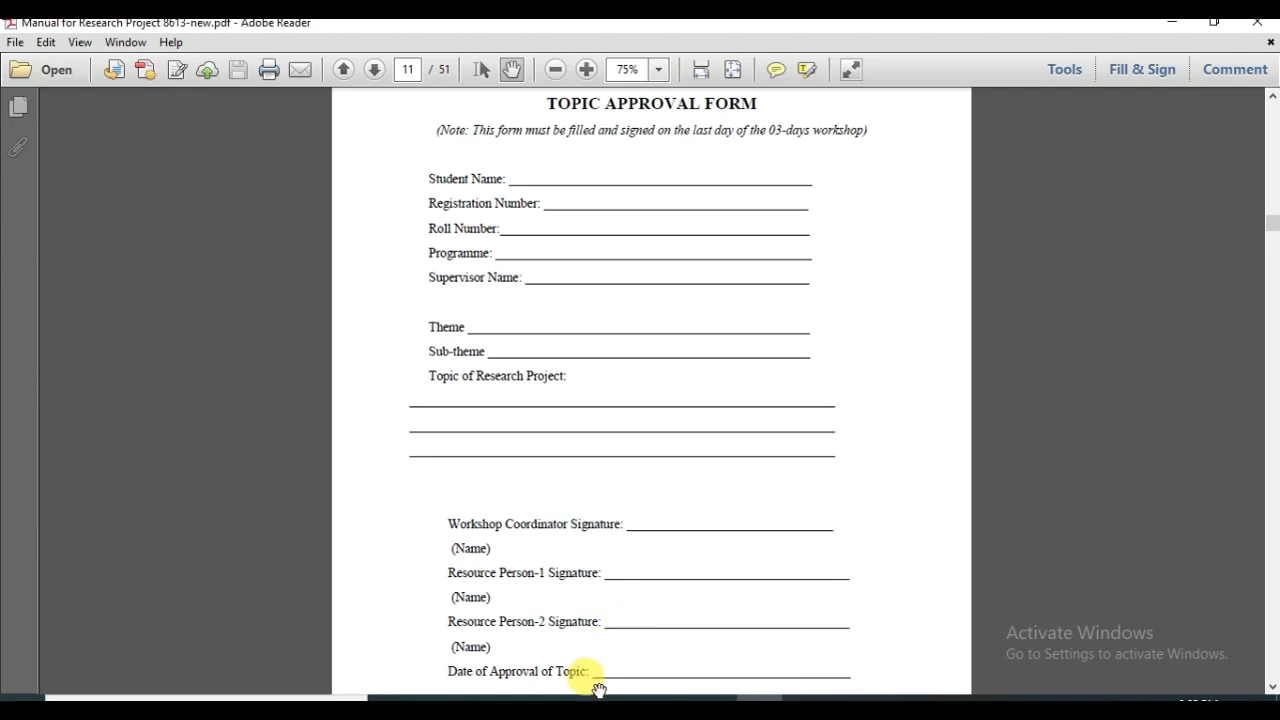 Manual for Research Project 8613-new.pdf - Adobe Reader
File Edit View Window Help
Open 11 / 51 75% Tools Fill & Sign Comment
TOPIC APPROVAL FORM
(Note: This form must be filled and signed on the last day of the 03-days workshop)
Student Name:
Registration Number:
Roll Number:
Programme:
Supervisor Name:
Theme
Sub-theme
Topic of Research Project:
Workshop Coordinator Signature:
(Name)
Resource Person-1 Signature:
(Name)
Resource Person-2 Signature:
(Name)
Date of Approval of Topic:
Activate Windows
Go to Settings to activate Windows.